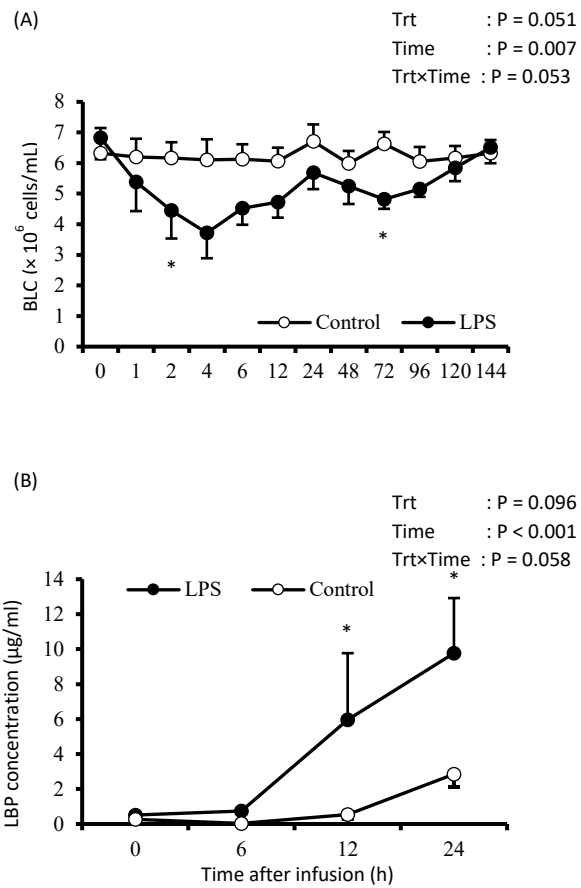 (A)
Trt : P = 0.051
Time : P = 0.007
Trt×Time : P = 0.053
8
7
6
5
4
3
2
1
0
BLC (× 10⁶ cells/mL)
*
*
Control LPS
0 1 2 4 6 12 24 48 72 96 120 144
(B)
Trt : P = 0.096
Time : P < 0.001
Trt×Time : P = 0.058
14
12
10
8
6
4
2
0
LBP concentration (µg/ml)
LPS Control
*
*
0 6 12 24
Time after infusion (h)